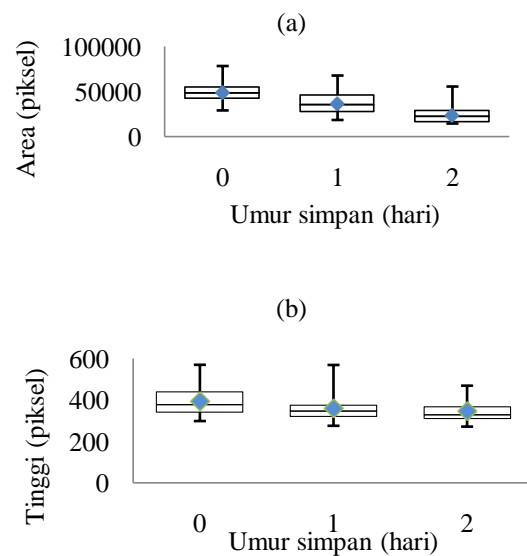 (a)
Area (piksel)
100000
50000
0
0 1 2
Umur simpan (hari)
(b)
Tinggi (piksel)
600
400
200
0
0 1 2
Umur simpan (hari)